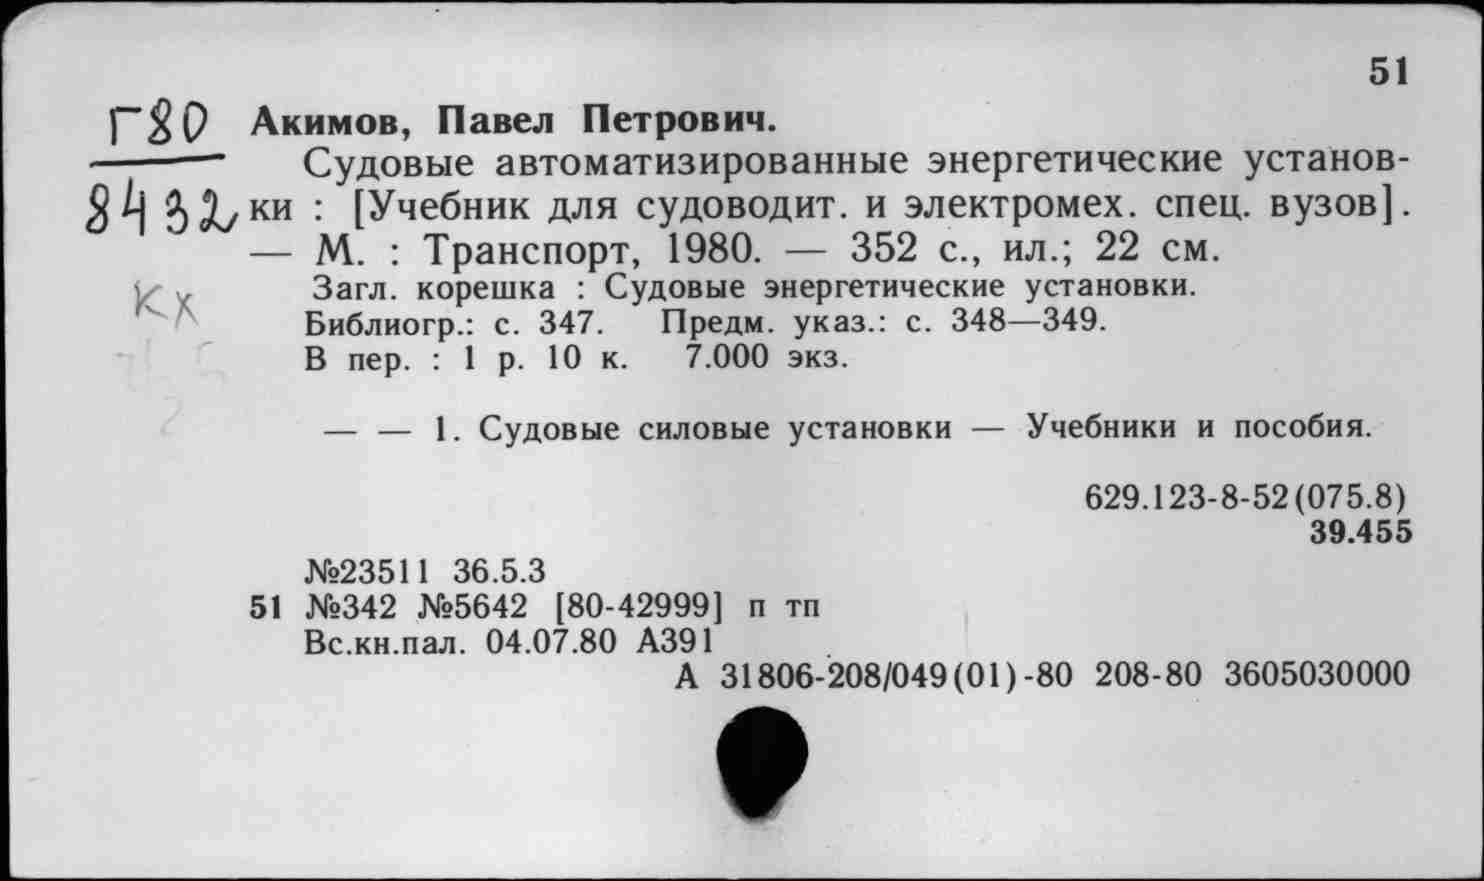 51
Г80 Акимов, Павел Петрович.
Судовые автоматизированные энергетические установ-
8432 ки : [Учебник для судоводит. и электромех. спец. вузов].
— М. : Транспорт, 1980. — 352 с., ил.; 22 см.
Кх Загл. корешка : Судовые энергетические установки.
Библиогр.: с. 347. Предм. указ.: с. 348—349.
В пер. : 1 р. 10 к. 7.000 экз.
— — 1. Судовые силовые установки — Учебники и пособия.
629.123-8-52(075.8)
39.455
№23511 36.5.3
51 №342 №5642 [80-42999] п тп
Вс.кн.пал. 04.07.80 А391
А 31806-208/049(01)-80 208-80 3605030000